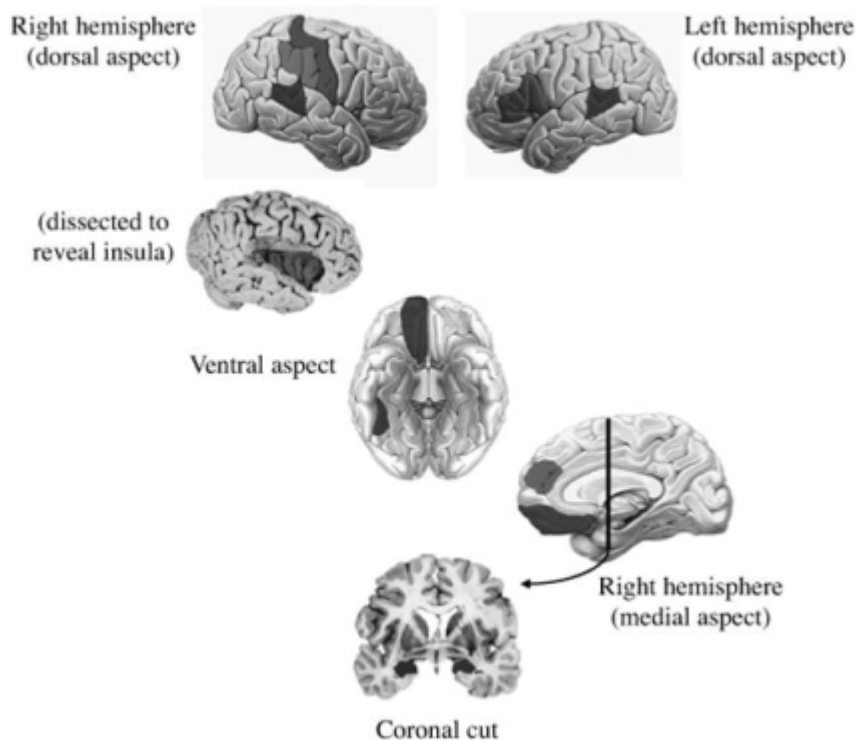 Right hemisphere
(dorsal aspect)
Left hemisphere
(dorsal aspect)
(dissected to
reveal insula)
Ventral aspect
Right hemisphere
(medial aspect)
Coronal cut